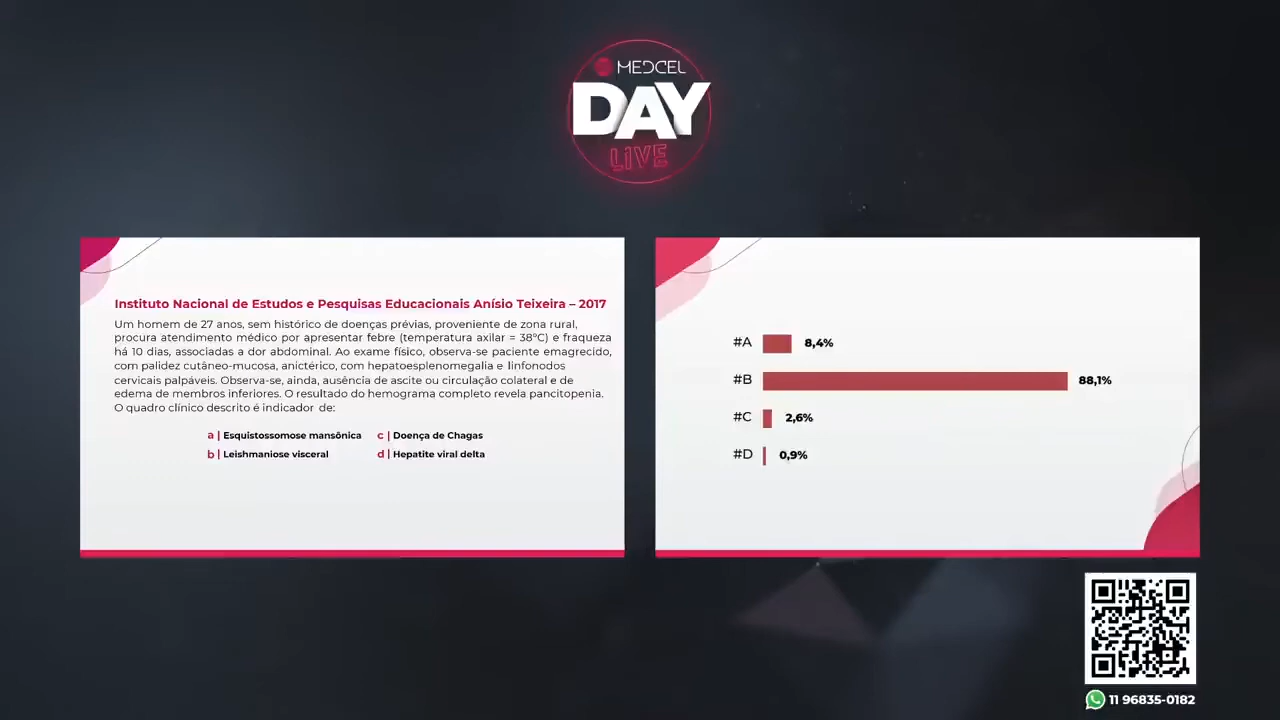 MEDCEL
DAY
LIVE
Instituto Nacional de Estudos e Pesquisas Educacionais Anísio Teixeira – 2017
Um homem de 27 anos, sem histórico de doenças prévias, proveniente de zona rural,
procura atendimento médico por apresentar febre (temperatura axilar = 38°C) e fraqueza
há 10 dias, associadas a dor abdominal. Ao exame físico, observa-se paciente emagrecido,
com palidez cutâneo-mucosa, anictérico, com hepatoesplenomegalia e linfonodos
cervicais palpáveis. Observa-se, ainda, ausência de ascite ou circulação colateral e de
edema de membros inferiores. O resultado do hemograma completo revela pancitopenia.
O quadro clínico descrito é indicador de:
a | Esquistossomose mansônica c | Doença de Chagas
b | Leishmaniose visceral d | Hepatite viral delta
#A 8,4%
#B 88,1%
#C 2,6%
#D 0,9%
11 96835-0182